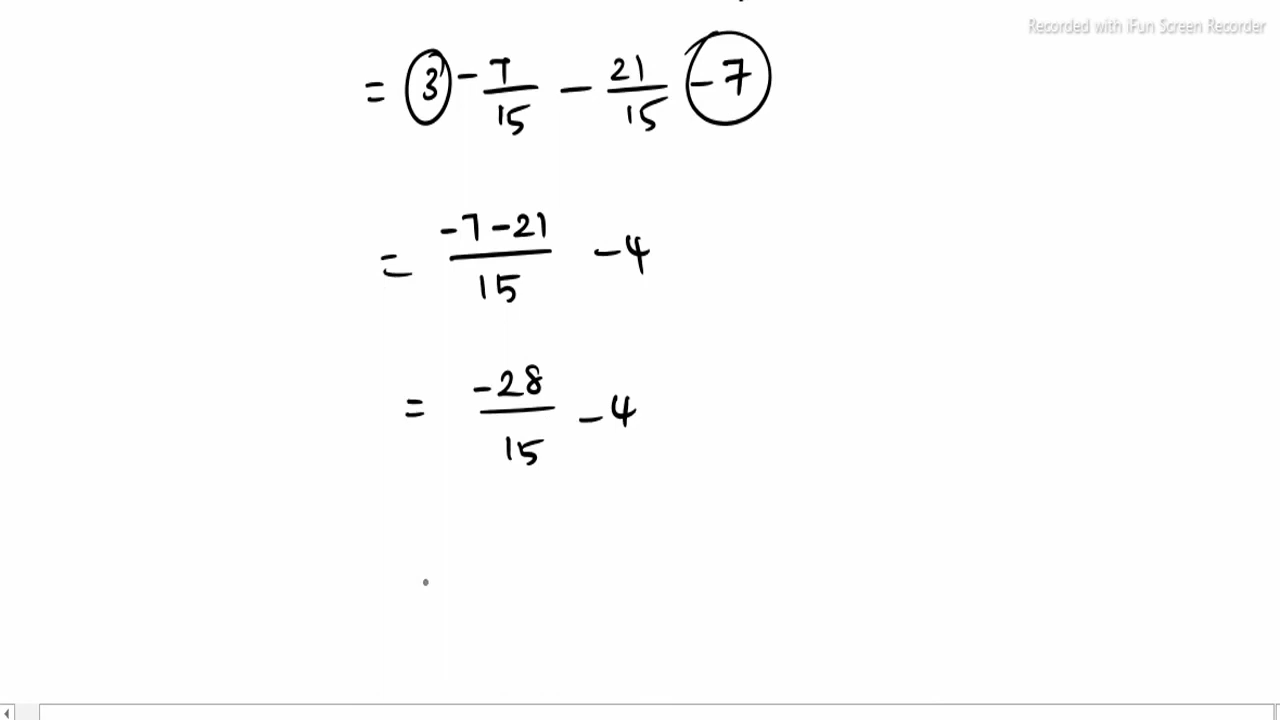 Recorded with iFun Screen Recorder
= 3 - 7/15 - 21/15 - 7
= -7-21/15 -4
= -28/15 -4